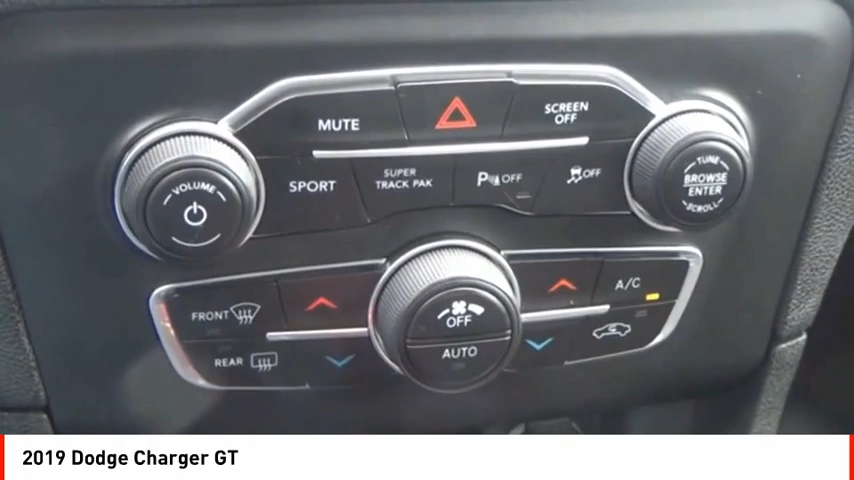 MUTE
SCREEN OFF
VOLUME
SPORT
SUPER TRACK PAK
P OFF
OFF
TUNE
BROWSE
ENTER
SCROLL
FRONT
OFF
A/C
REAR
AUTO
2019 Dodge Charger GT